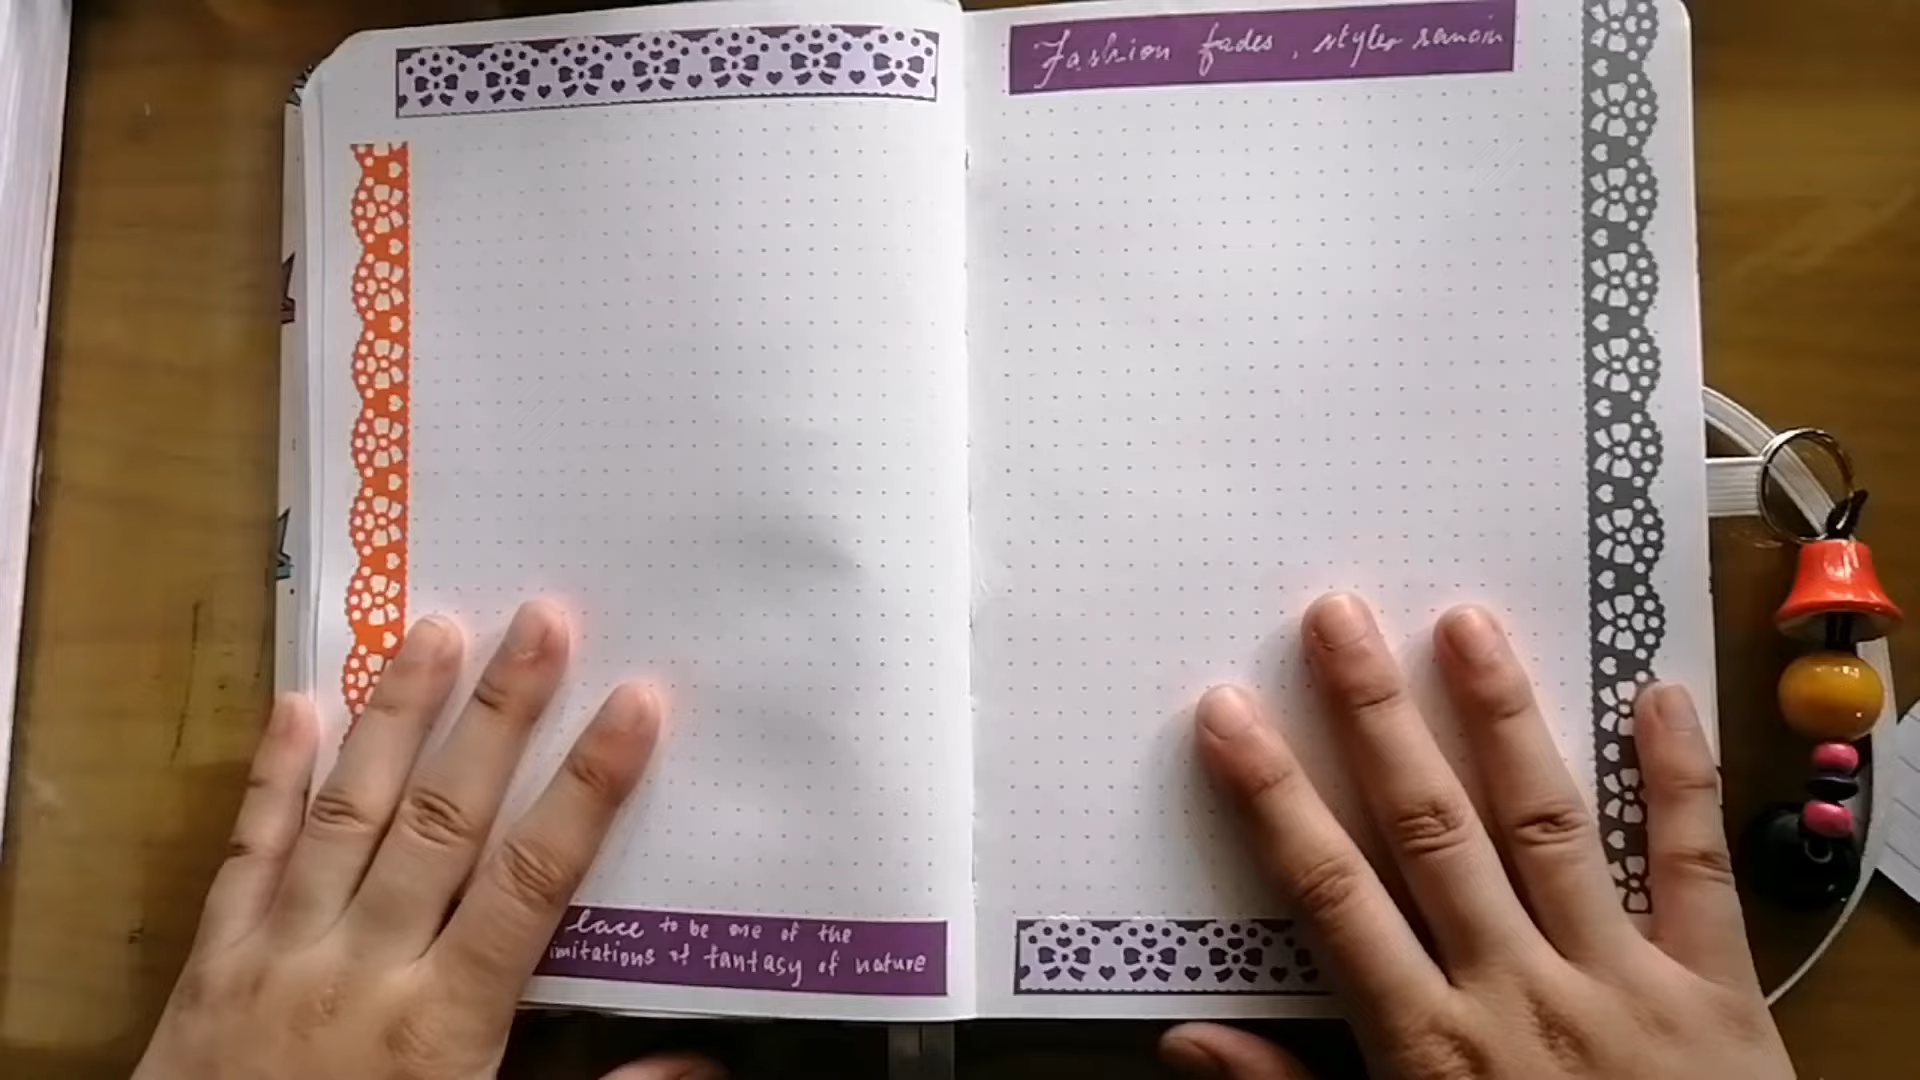 Fashion fades, styles remain
lace to be one of the
imitations of fantasy of nature